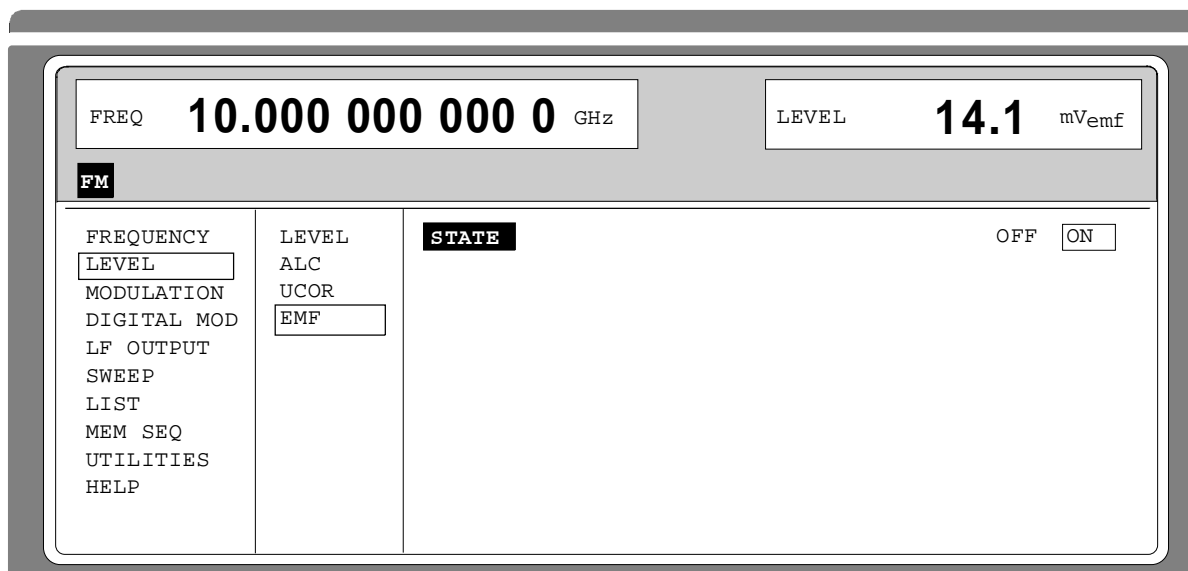 FREQ 10.000 000 000 0 GHz
LEVEL 14.1 mVemf
FM
FREQUENCY
LEVEL
MODULATION
DIGITAL MOD
LF OUTPUT
SWEEP
LIST
MEM SEQ
UTILITIES
HELP
LEVEL
ALC
UCOR
EMF
STATE OFF ON